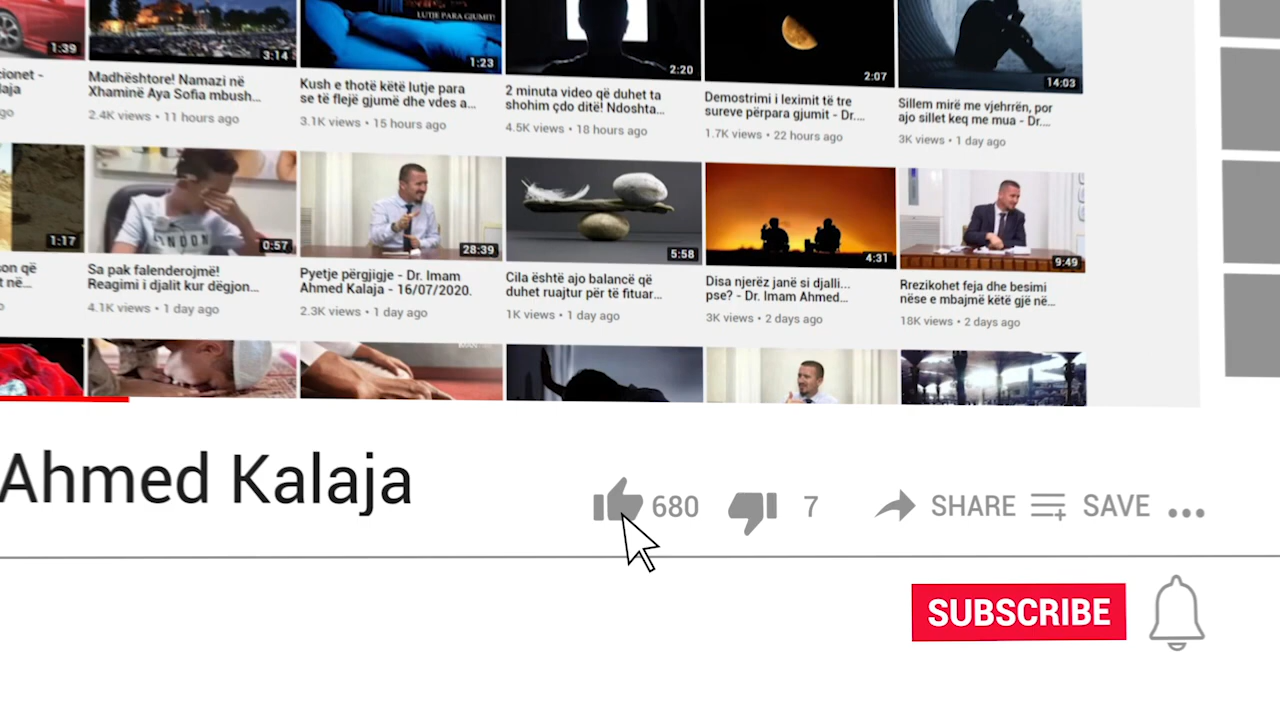 LUTJE PARA GJUMIT!
1:39
3:14
1:23
2:20
2:07
14:03
cionet -
laja
go
Madhështore! Namazi në
Xhaminë Aya Sofia mbush...
2.4K views • 11 hours ago
Kush e thotë këtë lutje para
se të flejë gjumë dhe vdes a...
3.1K views • 15 hours ago
2 minuta video që duhet ta
shohim çdo ditë! Ndoshta...
4.5K views • 18 hours ago
Demostrimi i leximit të tre
sureve përpara gjumit - Dr....
1.7K views • 22 hours ago
Sillem mirë me vjehrrën, por
ajo sillet keq me mua - Dr....
3K views • 1 day ago
LONDON
1:17
0:57
28:39
5:58
4:31
9:49
son që
t në...
o
Sa pak falenderojmë!
Reagimi i djalit kur dëgjon...
4.1K views • 1 day ago
Pyetje përgjigje - Dr. Imam
Ahmed Kalaja - 16/07/2020.
2.3K views • 1 day ago
Cila është ajo balancë që
duhet ruajtur për të fituar...
1K views • 1 day ago
Disa njerëz janë si djalli...
pse? - Dr. Imam Ahmed...
3K views • 2 days ago
Rrezikohet feja dhe besimi
nëse e mbajmë këtë gjë në...
18K views • 2 days ago
Ahmed Kalaja
680
7
SHARE
SAVE
SUBSCRIBE